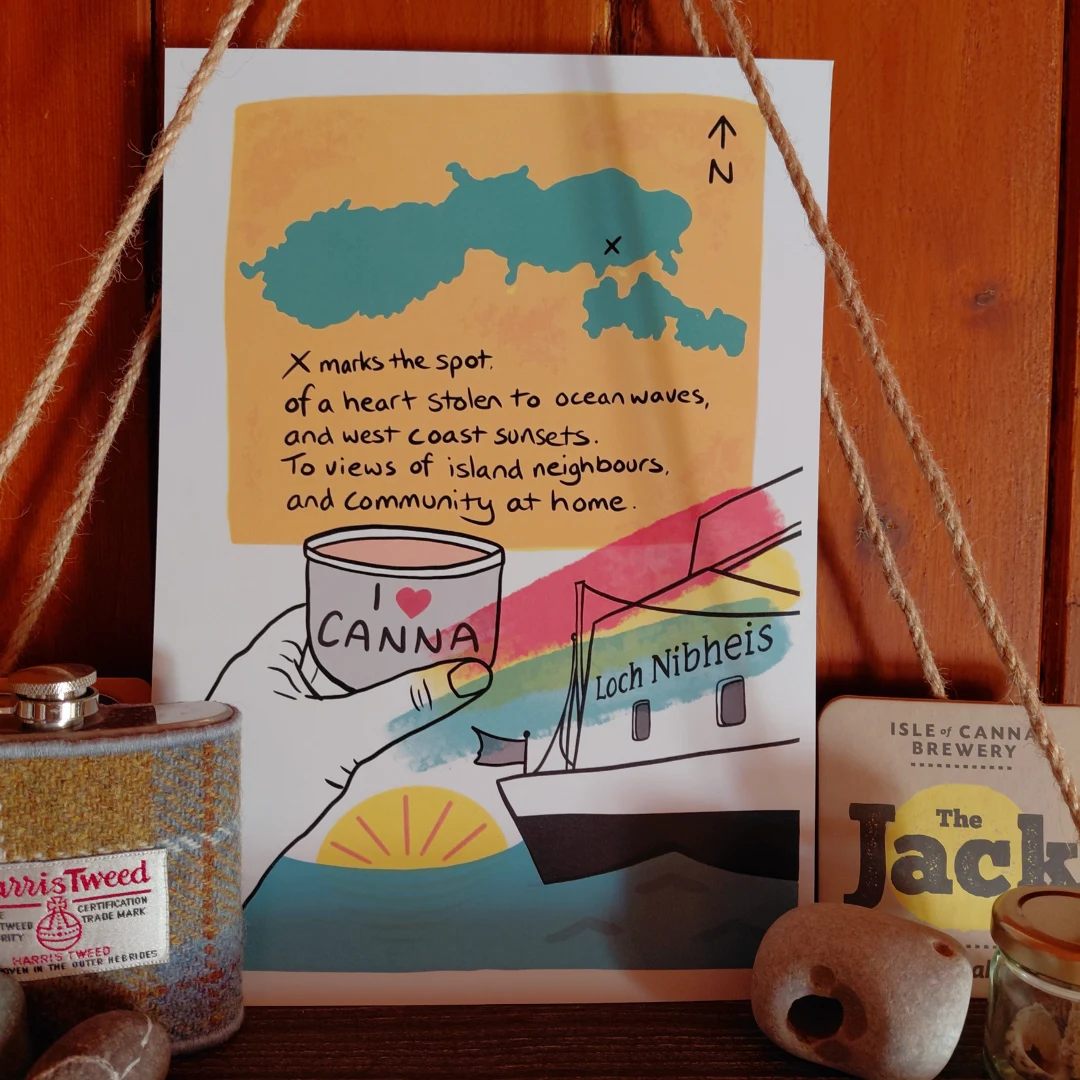 N
X
X marks the spot.
of a heart stolen to ocean waves,
and west coast sunsets.
To views of island neighbours,
and community at home.
I ♥
CANNA
Loch Nibheis
Tweed
CERTIFICATION
TRADE MARK
TWEED
HARRIS TWEED
IN THE OUTER HEBRIDES
ISLE of CANNA
BREWERY
The
Jack